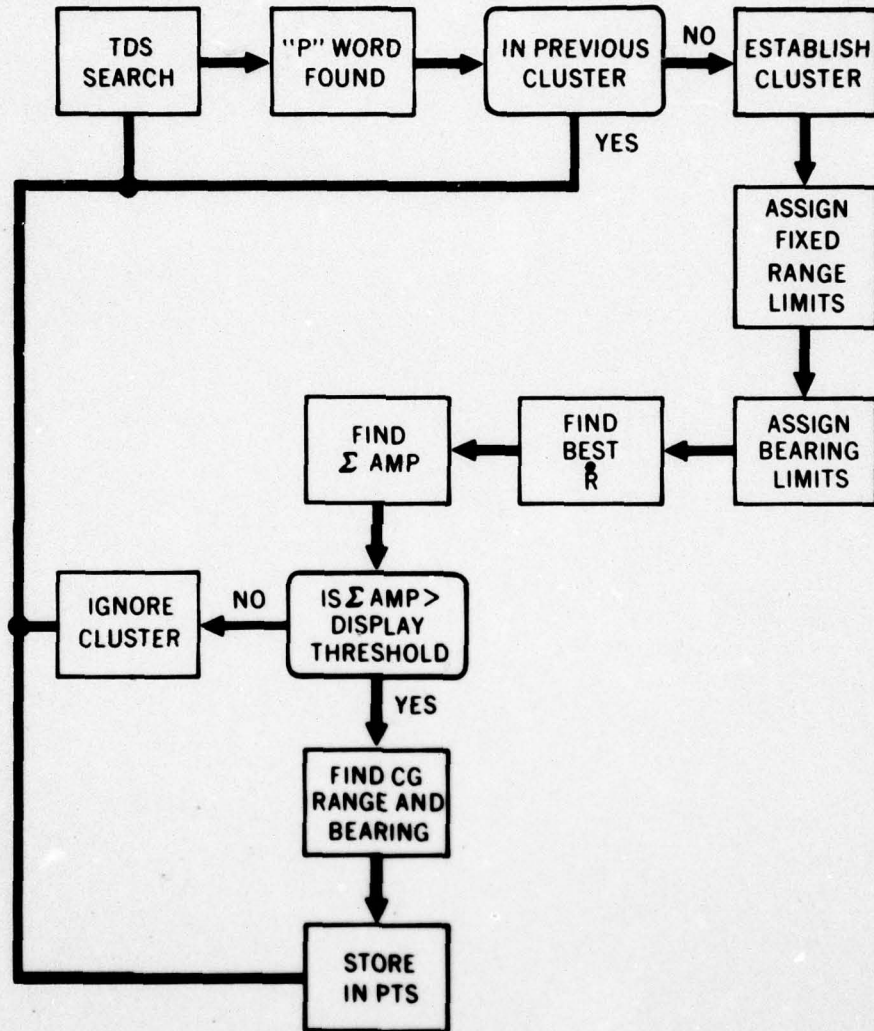 TDS
SEARCH
"P" WORD
FOUND
IN PREVIOUS
CLUSTER
NO
ESTABLISH
CLUSTER
YES
ASSIGN
FIXED
RANGE
LIMITS
ASSIGN
BEARING
LIMITS
FIND
BEST
Ṙ
FIND
Σ AMP
IS Σ AMP >
DISPLAY
THRESHOLD
NO
IGNORE
CLUSTER
YES
FIND CG
RANGE AND
BEARING
STORE
IN PTS